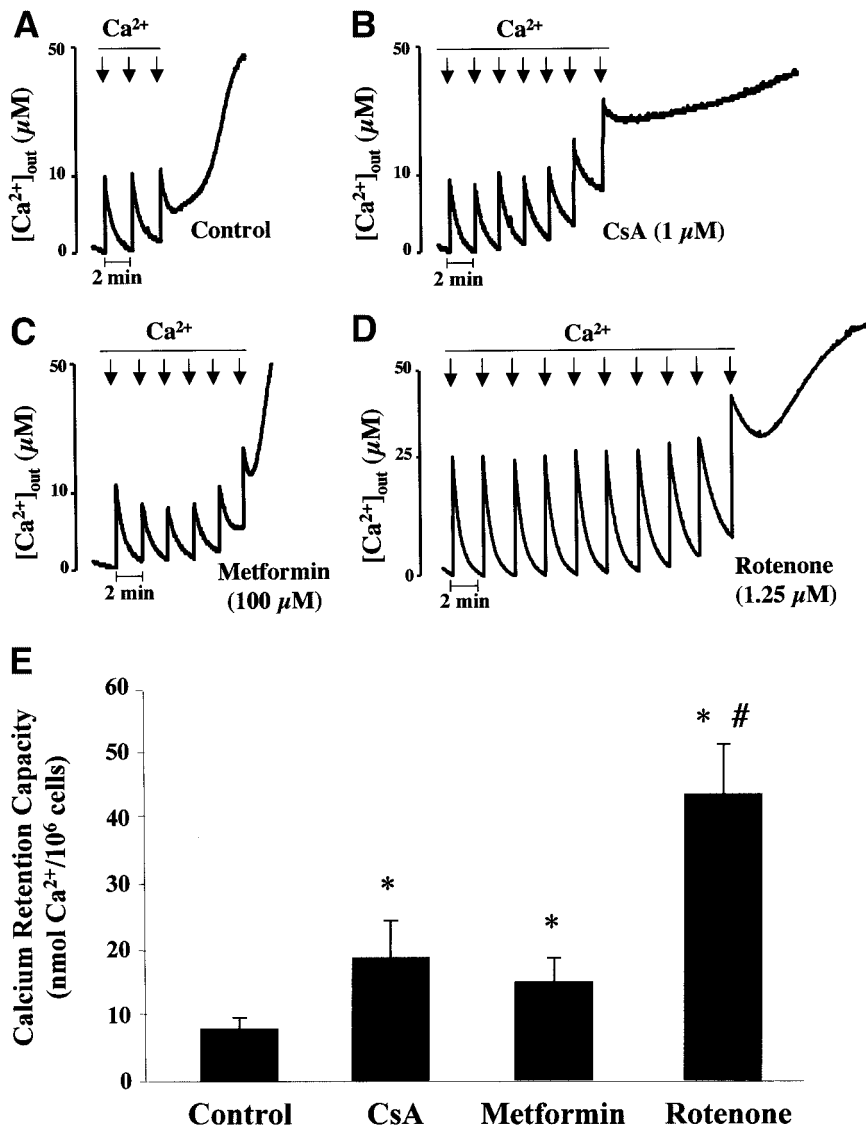 A
Ca²⁺
50
10
0
[Ca²⁺]out (µM)
2 min
Control
B
Ca²⁺
50
10
0
[Ca²⁺]out (µM)
2 min
CsA (1 µM)
C
Ca²⁺
50
10
0
[Ca²⁺]out (µM)
2 min
Metformin
(100 µM)
D
Ca²⁺
50
25
0
[Ca²⁺]out (µM)
2 min
Rotenone
(1.25 µM)
E
Calcium Retention Capacity
(nmol Ca²⁺/10⁶ cells)
60
50
40
30
20
10
0
*
*
* #
Control CsA Metformin Rotenone